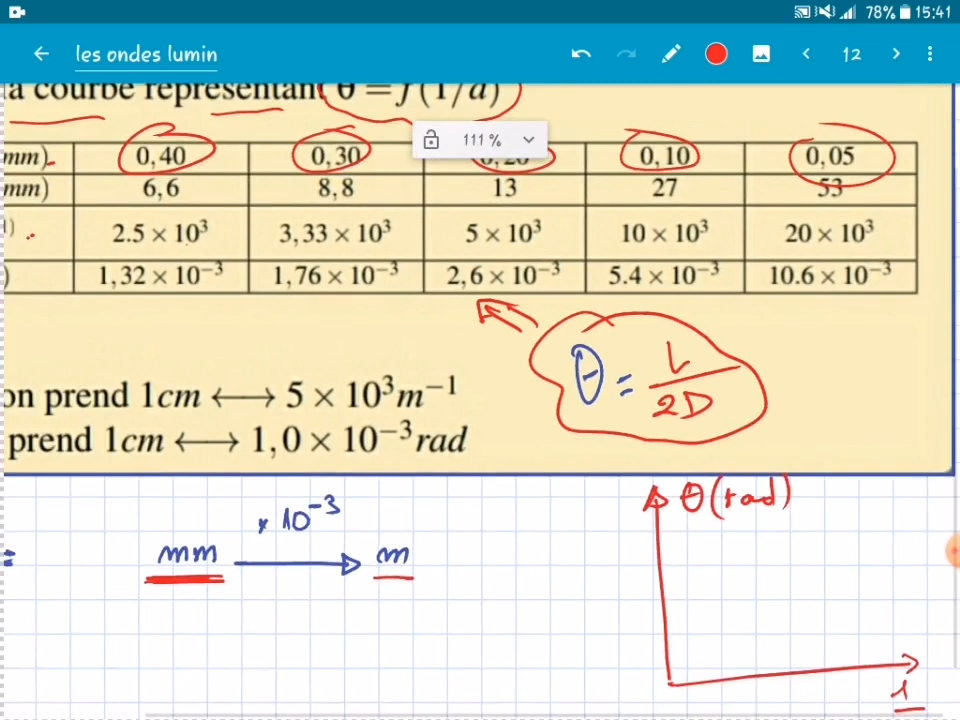 78% 15:41
les ondes lumin 12
a courbe représentant θ = f(1/a)
111 %
mm). 0,40 0,30 0,20 0,10 0,05
mm) 6,6 8,8 13 27 53
) 2.5 × 10³ 3,33 × 10³ 5 × 10³ 10 × 10³ 20 × 10³
) 1,32 × 10⁻³ 1,76 × 10⁻³ 2,6 × 10⁻³ 5.4 × 10⁻³ 10.6 × 10⁻³
θ = L / 2D
on prend 1cm ⟷ 5 × 10³m⁻¹
prend 1cm ⟷ 1,0 × 10⁻³rad
θ (rad)
× 10⁻³
= mm → m
1